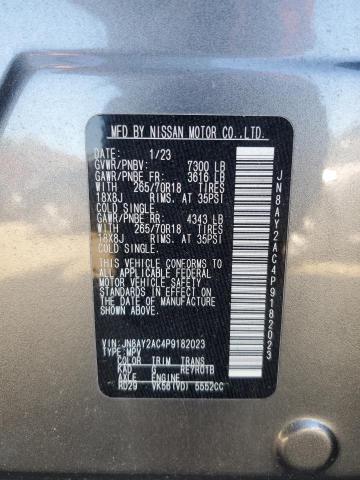 MFD BY NISSAN MOTOR CO.,LTD.
DATE: 1/23
GVWR/PNBV: 7300 LB
GAWR/PNBE FR: 3616 LB
WITH 265/70R18 TIRES
18X8J RIMS. AT 35PSI
COLD SINGLE.
GAWR/PNBE RR: 4343 LB
WITH 265/70R18 TIRES
18X8J RIMS. AT 35PSI
COLD SINGLE.
THIS VEHICLE CONFORMS TO
ALL APPLICABLE FEDERAL
MOTOR VEHICLE SAFETY
STANDARDS IN EFFECT ON THE
DATE OF MANUFACTURE
SHOWN ABOVE.
VIN: JN8AY2AC4P9182023
TYPE: MPV
COLOR TRIM TRANS
KAD G RE7R01B
AXLE ENGINE
RD29 VK56(VD) 5552CC
JN8AY2AC4P9182023